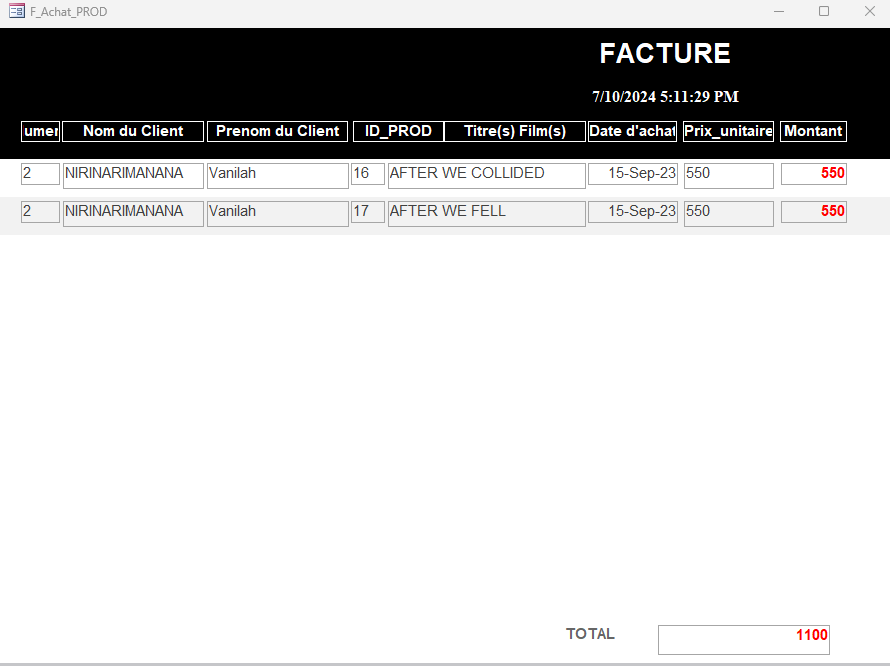 F_Achat_PROD
FACTURE
7/10/2024 5:11:29 PM
umer Nom du Client Prenom du Client ID_PROD Titre(s) Film(s) Date d'achat Prix_unitaire Montant
2 NIRINARIMANANA Vanilah 16 AFTER WE COLLIDED 15-Sep-23 550 550
2 NIRINARIMANANA Vanilah 17 AFTER WE FELL 15-Sep-23 550 550
TOTAL 1100